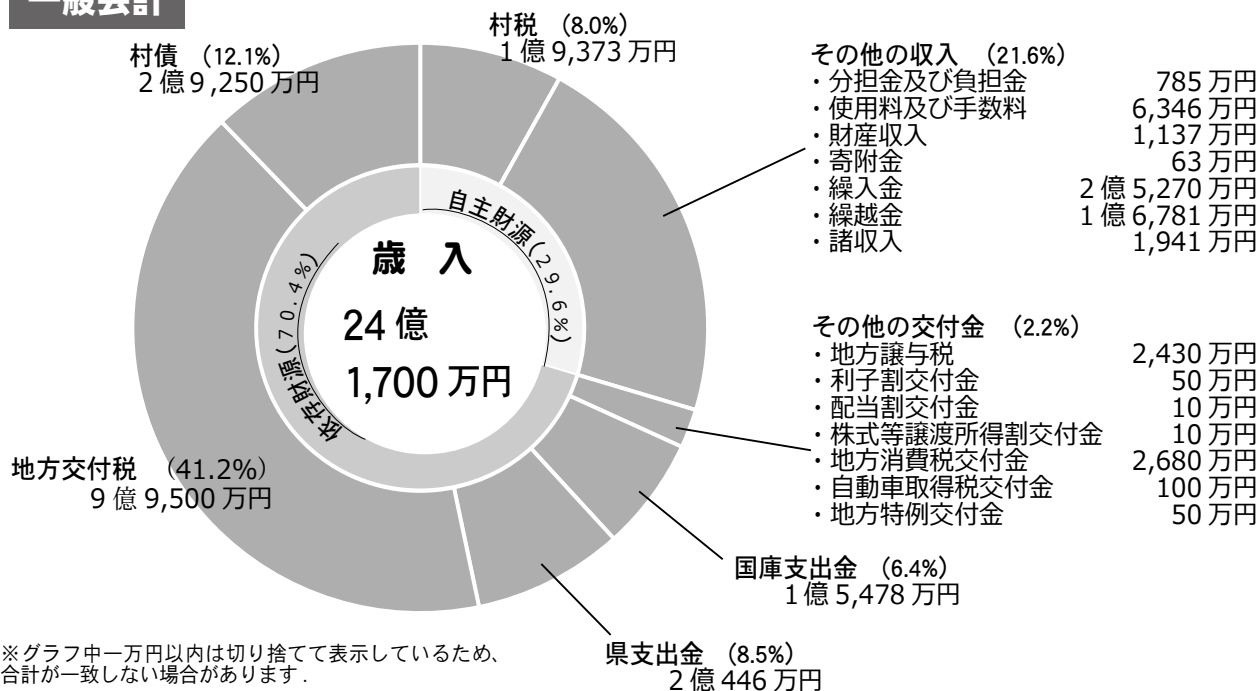 一般会計
村税 (8.0%)
1億9,373万円
村債 (12.1%)
2億9,250万円
その他の収入 (21.6%)
・分担金及び負担金 785万円
・使用料及び手数料 6,346万円
・財産収入 1,137万円
・寄附金 63万円
・繰入金 2億5,270万円
・繰越金 1億6,781万円
・諸収入 1,941万円
自主財源(29.6%)
依存財源(70.4%)
歳 入
24億
1,700万円
その他の交付金 (2.2%)
・地方譲与税 2,430万円
・利子割交付金 50万円
・配当割交付金 10万円
・株式等譲渡所得割交付金 10万円
・地方消費税交付金 2,680万円
・自動車取得税交付金 100万円
・地方特例交付金 50万円
地方交付税 (41.2%)
9億9,500万円
国庫支出金 (6.4%)
1億5,478万円
県支出金 (8.5%)
2億446万円
※グラフ中一万円以内は切り捨てて表示しているため、
合計が一致しない場合があります.